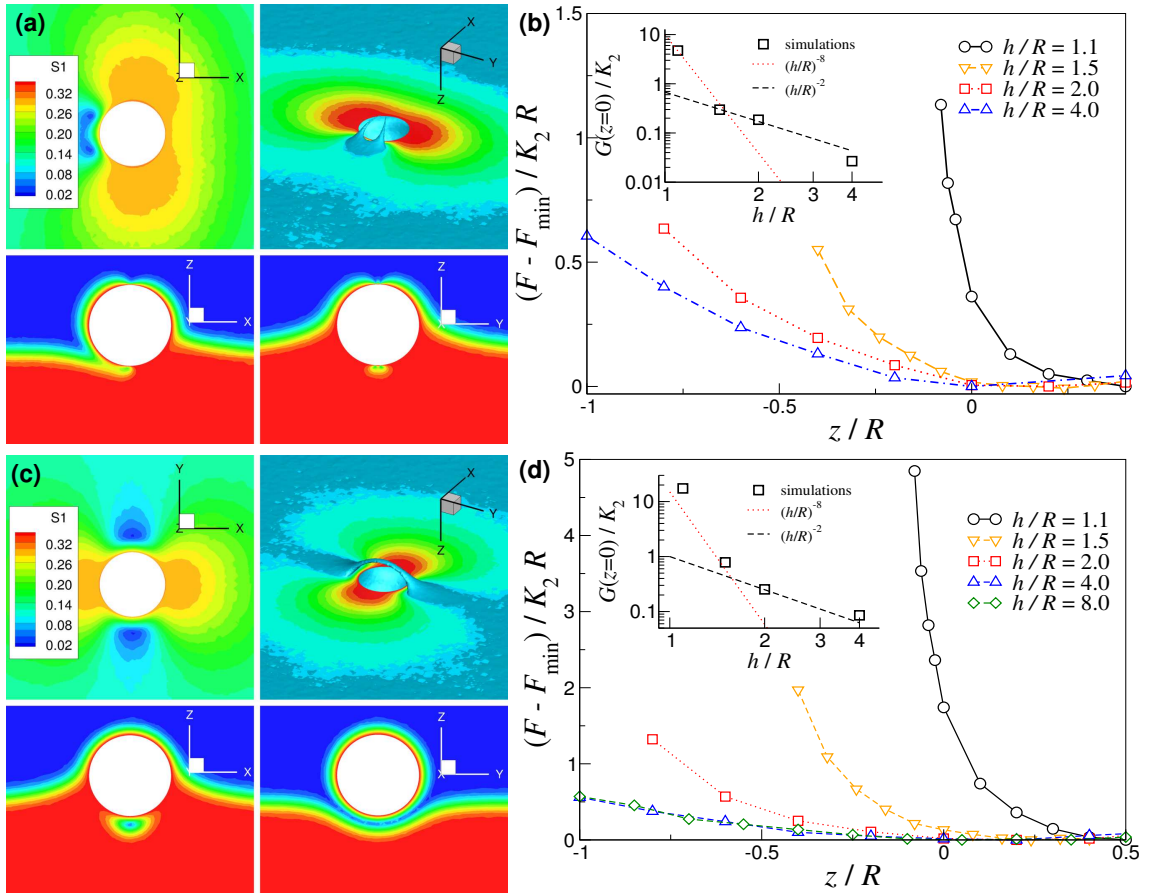 (a)
Y
Z
X
S1
0.32
0.26
0.20
0.14
0.08
0.02
X
Y
Z
Z
Y
X
Z
X
Y
(b)
(F - F_min) / K_2 R
1.5
1
0.5
0
-1
-0.5
0
z / R
h / R = 1.1
h / R = 1.5
h / R = 2.0
h / R = 4.0
G(z=0) / K_2
10
1
0.1
0.01
1
2
3
4
h / R
simulations
(h/R)^-8
(h/R)^-2
(c)
Y
Z
X
S1
0.32
0.26
0.20
0.14
0.08
0.02
X
Y
Z
Z
X
Z
X
Y
(d)
(F - F_min) / K_2 R
5
4
3
2
1
0
-1
-0.5
0
0.5
z / R
h / R = 1.1
h / R = 1.5
h / R = 2.0
h / R = 4.0
h / R = 8.0
G(z=0) / K_2
10
1
0.1
1
2
3
4
h / R
simulations
(h/R)^-8
(h/R)^-2